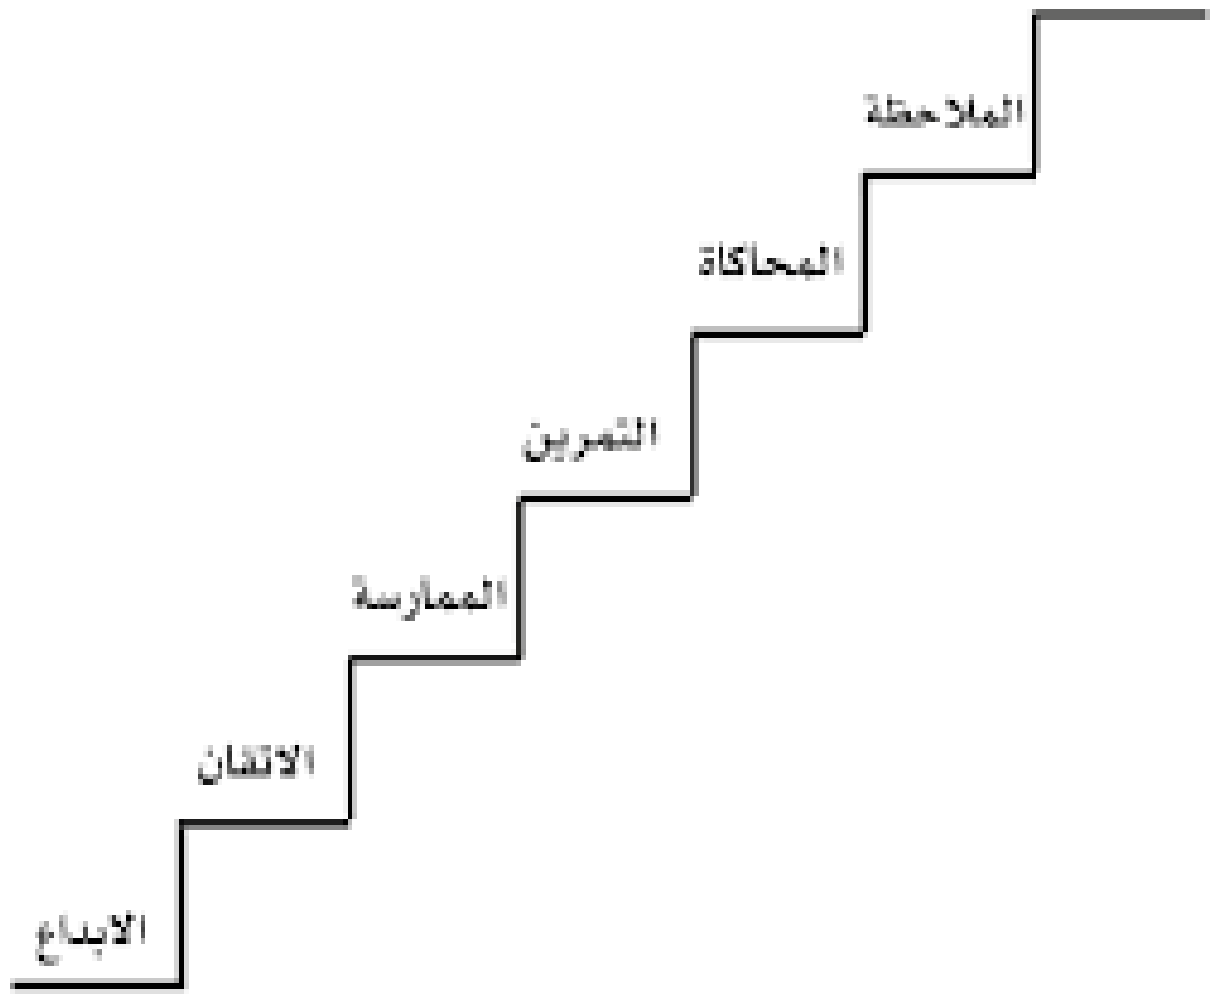 الملاحظة
المحاكاة
التمرين
الممارسة
الاتقان
الابداع